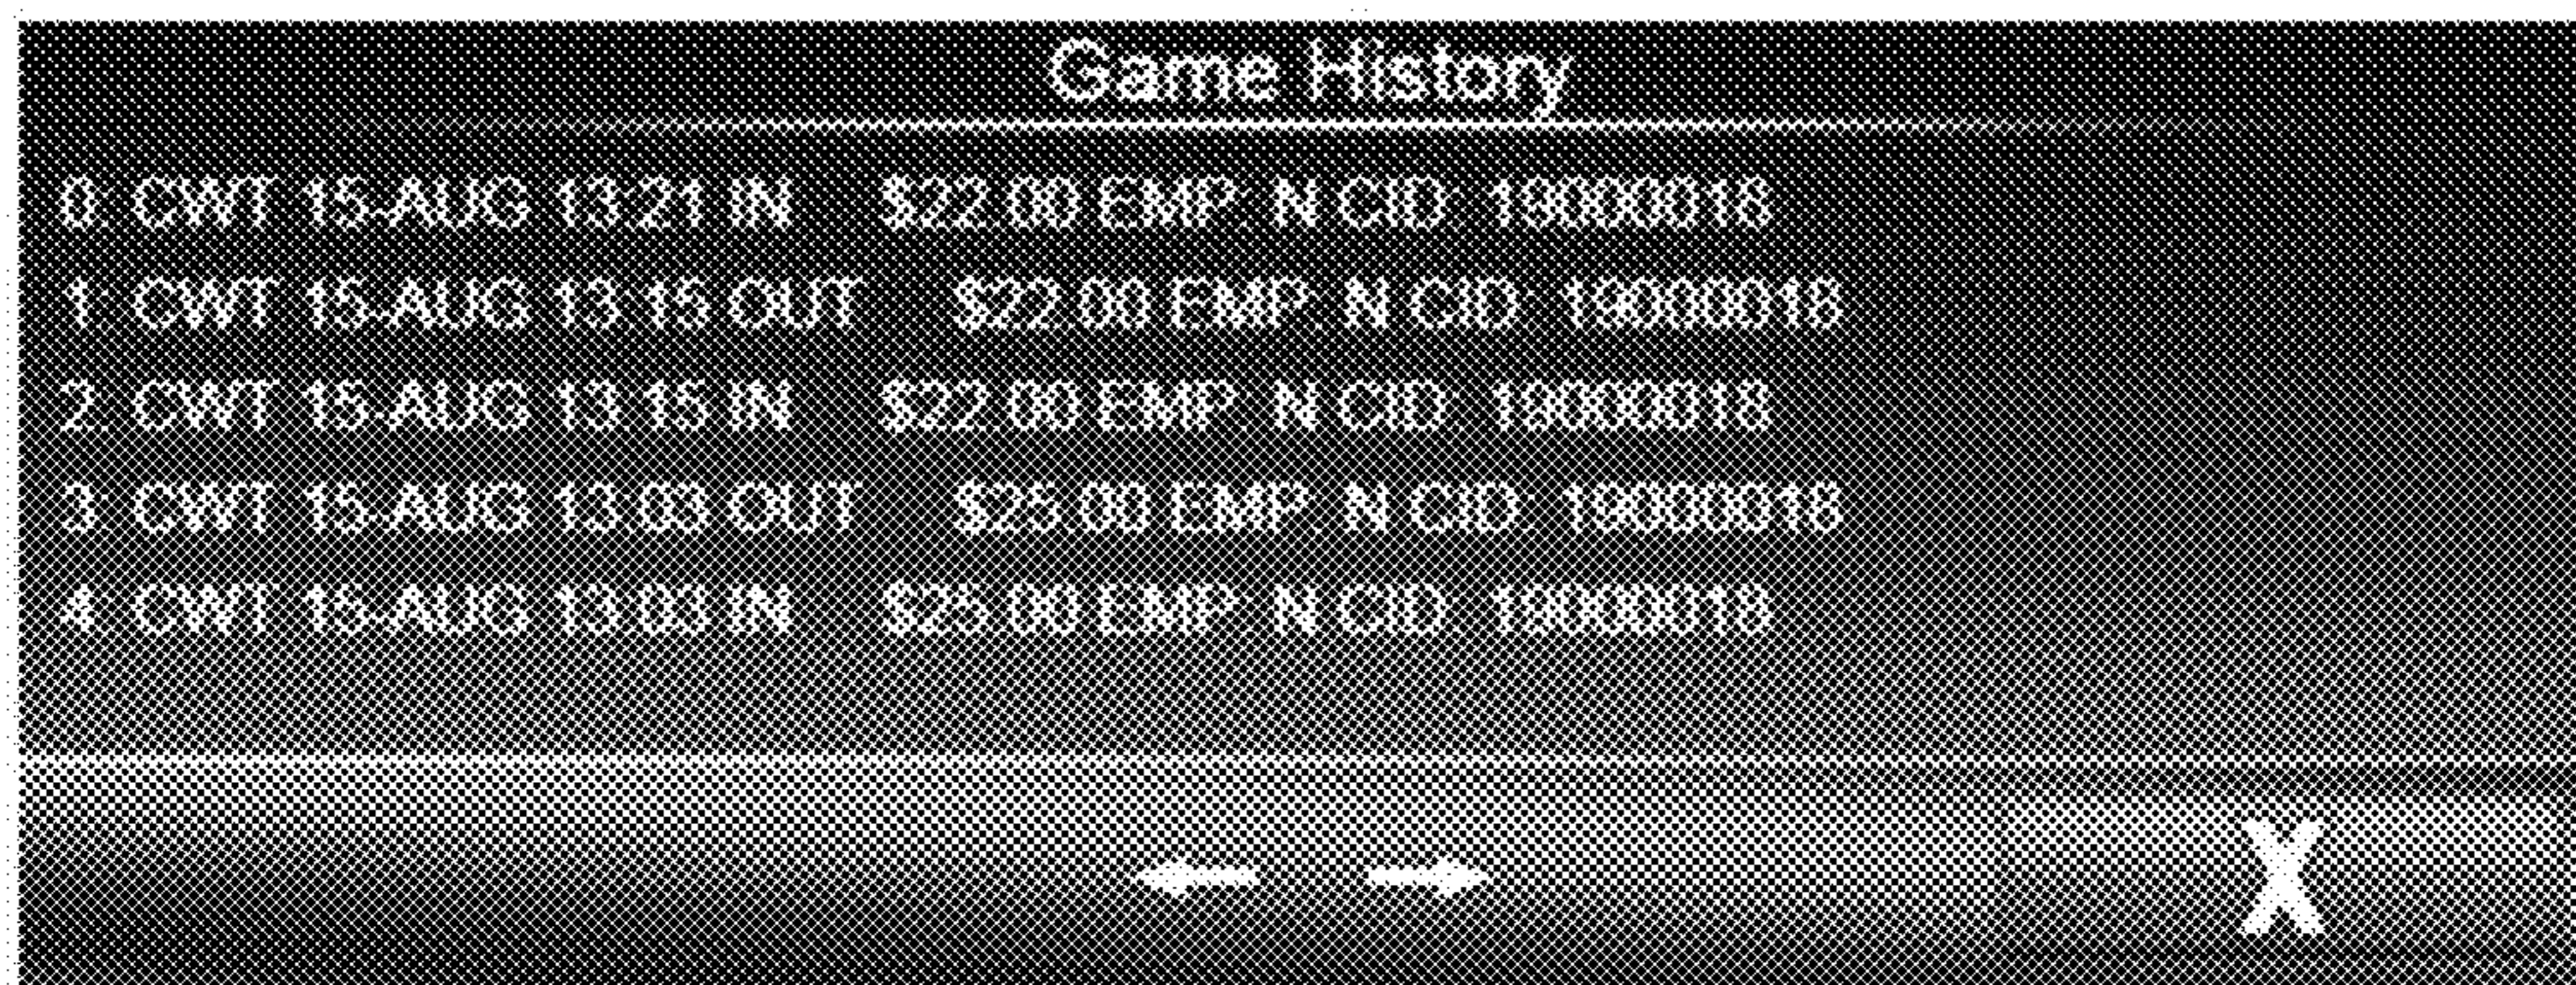 Game History
0: CWT 15-AUG 13:21 IN $22.00 EMP: N CID: 19000018
1: CWT 15-AUG 13:15 OUT $22.00 EMP: N CID: 19000018
2: CWT 15-AUG 13:15 IN $22.00 EMP: N CID: 19000018
3: CWT 15-AUG 13:03 OUT $25.00 EMP: N CID: 19000018
4: CWT 15-AUG 13:03 IN $25.00 EMP: N CID: 19000018
X